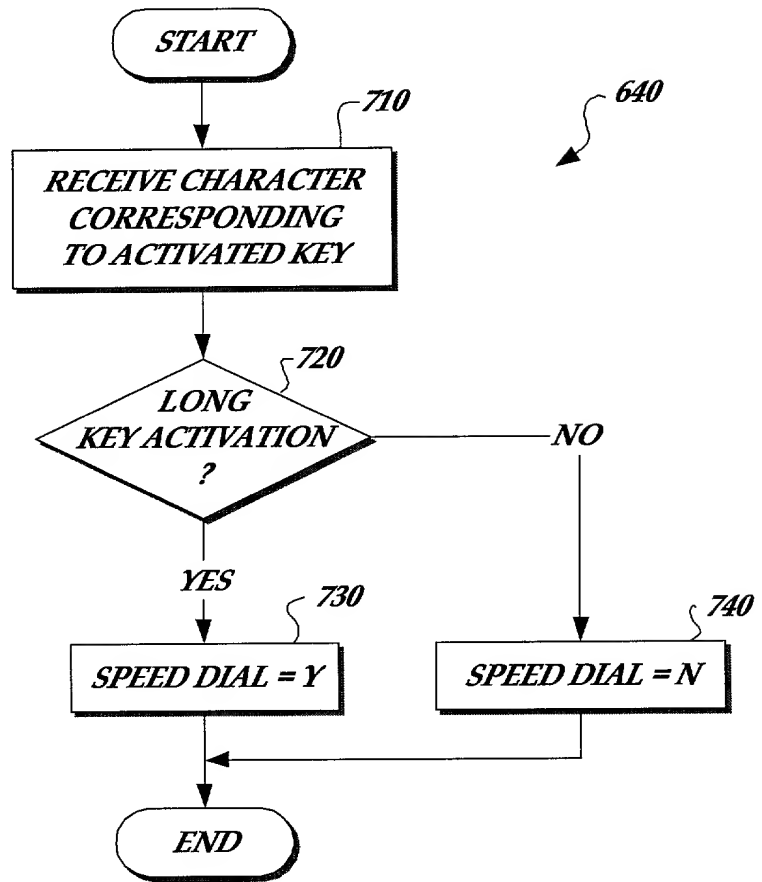 START
710
640
RECEIVE CHARACTER
CORRESPONDING
TO ACTIVATED KEY
720
LONG
KEY ACTIVATION
?
NO
YES
730
740
SPEED DIAL = Y
SPEED DIAL = N
END